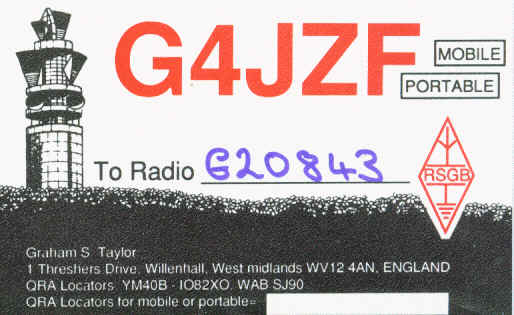 G4JZF
MOBILE
PORTABLE
To Radio G20843
RSGB
Graham S. Taylor
1 Threshers Drive, Willenhall, West midlands WV12 4AN, ENGLAND
QRA Locators. YM40B - IO82XO. WAB SJ90
QRA Locators for mobile or portable=